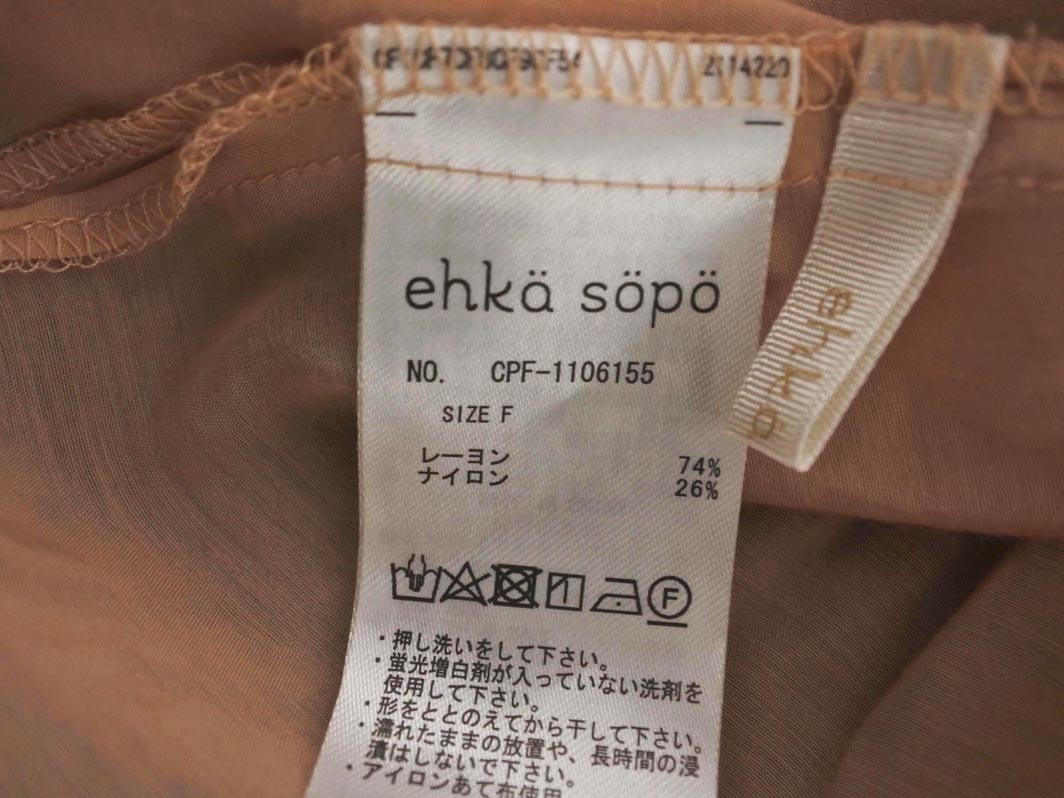 ehkä söpö
NO. CPF-1106155
SIZE F
レーヨン 74%
ナイロン 26%
F
・押し洗いをして下さい。
・蛍光増白剤が入っていない洗剤を
使用して下さい。
・形をととのえてから干して下さい。
・濡れたままの放置や、長時間の浸
漬はしないで下さい。
・アイロンあて布使用
ehkä